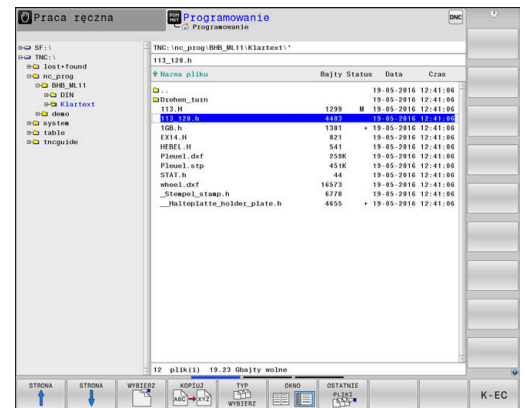 Praca ręczna
PGM
MGT
Programowanie
Programowanie
DNC
SF:\
TNC:\
lost+found
nc_prog
BHB_ML11
DIN
Klartext
demo
system
table
tncguide
TNC:\nc_prog\BHB_ML11\Klartext\*
113_128.h
Nazwa pliku Bajty Status Data Czas
.. 19-05-2016 12:41:06
Drehen_turn 19-05-2016 12:41:06
113.H 1299 M 19-05-2016 12:41:06
113_128.h 4483 19-05-2016 12:41:06
1GB.h 1381 + 19-05-2016 12:41:06
EX14.H 821 19-05-2016 12:41:06
HEBEL.H 541 19-05-2016 12:41:06
Pleuel.dxf 259K 19-05-2016 12:41:06
Pleuel.stp 451K 19-05-2016 12:41:06
STAT.h 44 19-05-2016 12:41:06
wheel.dxf 16573 19-05-2016 12:41:06
_Stempel_stamp.h 6778 19-05-2016 12:41:06
__Halteplatte_holder_plate.h 4655 + 19-05-2016 12:41:06
12 plik(i) 19.23 Gbajty wolne
STRONA
STRONA
WYBIERZ
KOPIUJ
ABC XYZ
TYP
WYBIERZ
OKNO
OSTATNIE
PLIKI
K-EC